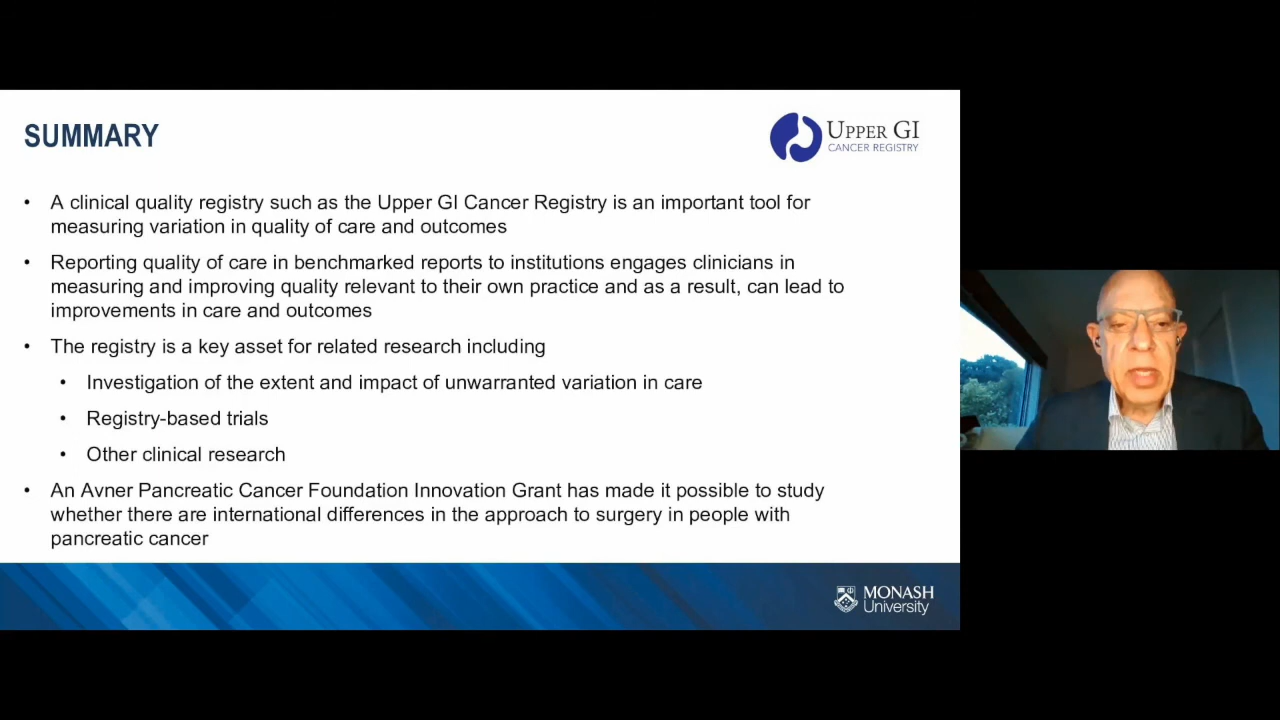 SUMMARY
UPPER GI
CANCER REGISTRY
• A clinical quality registry such as the Upper GI Cancer Registry is an important tool for
measuring variation in quality of care and outcomes
• Reporting quality of care in benchmarked reports to institutions engages clinicians in
measuring and improving quality relevant to their own practice and as a result, can lead to
improvements in care and outcomes
• The registry is a key asset for related research including
• Investigation of the extent and impact of unwarranted variation in care
• Registry-based trials
• Other clinical research
• An Avner Pancreatic Cancer Foundation Innovation Grant has made it possible to study
whether there are international differences in the approach to surgery in people with
pancreatic cancer
MONASH
University